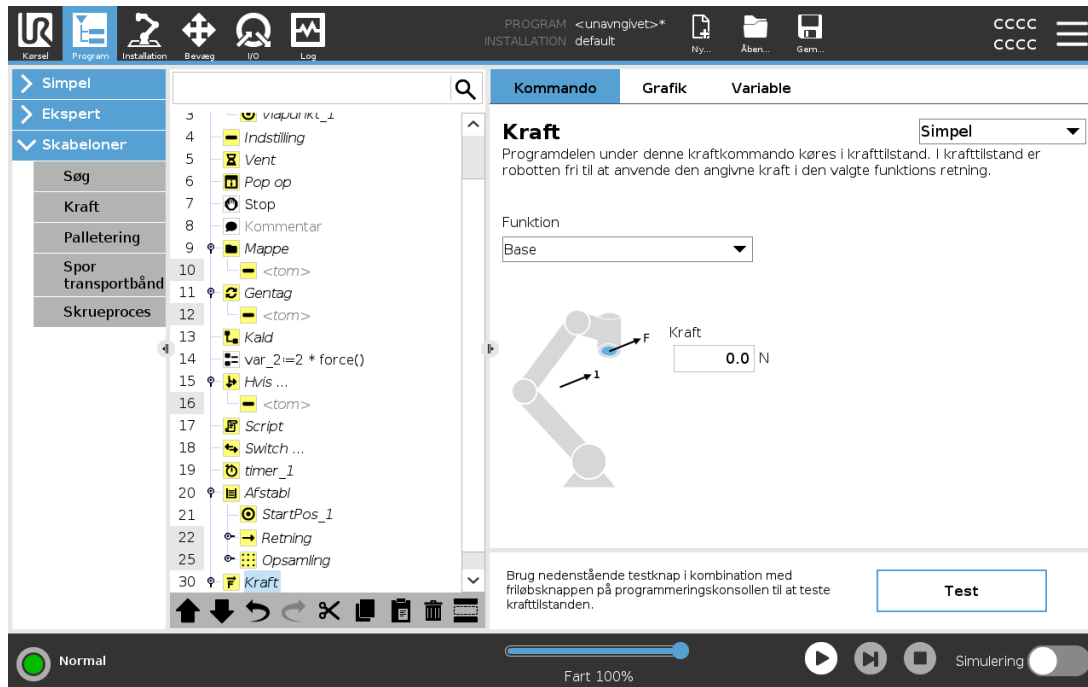 PROGRAM <unavngivet>*
INSTALLATION default
CCCC
CCCC
Kørsel
Program
Installation
Bevæg
I/O
Log
Ny...
Åben...
Gem...
Simpel
Ekspert
Skabeloner
Søg
Kraft
Palletering
Spor
transportbånd
Skrueproces
3 Viapunkt_1
4 Indstilling
5 Vent
6 Pop op
7 Stop
8 Kommentar
9 Mappe
10 <tom>
11 Gentag
12 <tom>
13 Kald
14 var_2:=2 * force()
15 Hvis ...
16 <tom>
17 Script
18 Switch ...
19 timer_1
20 Afstabl
21 StartPos_1
22 Retning
25 Opsamling
30 Kraft
Kommando
Grafik
Variable
Kraft
Simpel
Programdelen under denne kraftkommando køres i krafttilstand. I krafttilstand er
robotten fri til at anvende den angivne kraft i den valgte funktions retning.
Funktion
Base
F
1
Kraft
0.0 N
Brug nedenstående testknap i kombination med
friløbsknappen på programmeringskonsollen til at teste
krafttilstanden.
Test
Normal
Fart 100%
Simulering